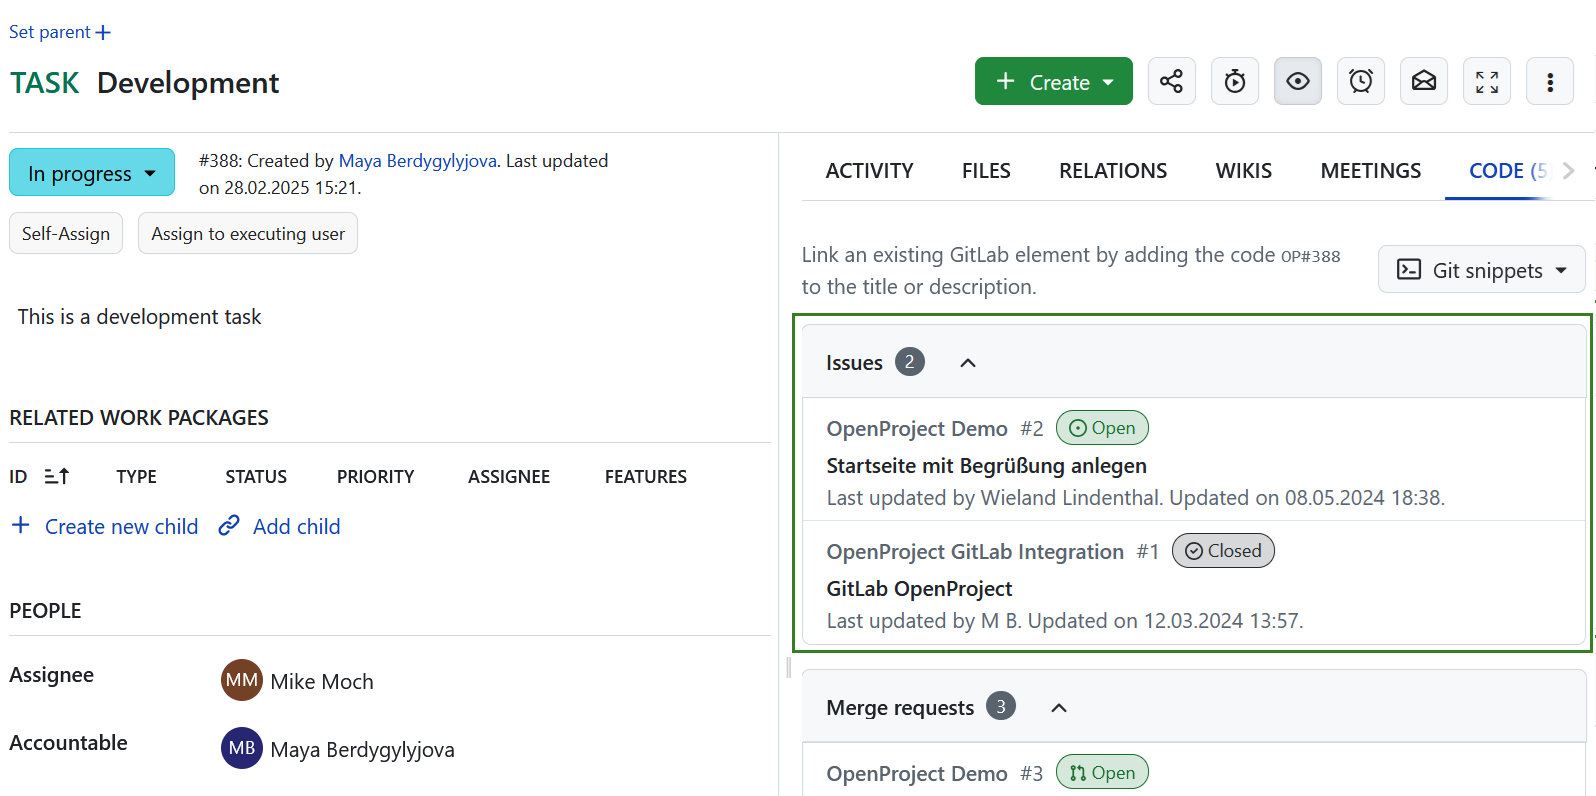 Set parent
TASK Development
Create
In progress
#388: Created by Maya Berdygylyjova. Last updated
on 28.02.2025 15:21.
Self-Assign
Assign to executing user
This is a development task
RELATED WORK PACKAGES
ID TYPE STATUS PRIORITY ASSIGNEE FEATURES
Create new child Add child
PEOPLE
Assignee MM Mike Moch
Accountable MB Maya Berdygylyjova
ACTIVITY FILES RELATIONS WIKIS MEETINGS CODE (5)
Link an existing GitLab element by adding the code OP#388
to the title or description.
Git snippets
Issues 2
OpenProject Demo #2 Open
Startseite mit Begrüßung anlegen
Last updated by Wieland Lindenthal. Updated on 08.05.2024 18:38.
OpenProject GitLab Integration #1 Closed
GitLab OpenProject
Last updated by M B. Updated on 12.03.2024 13:57.
Merge requests 3
OpenProject Demo #3 Open